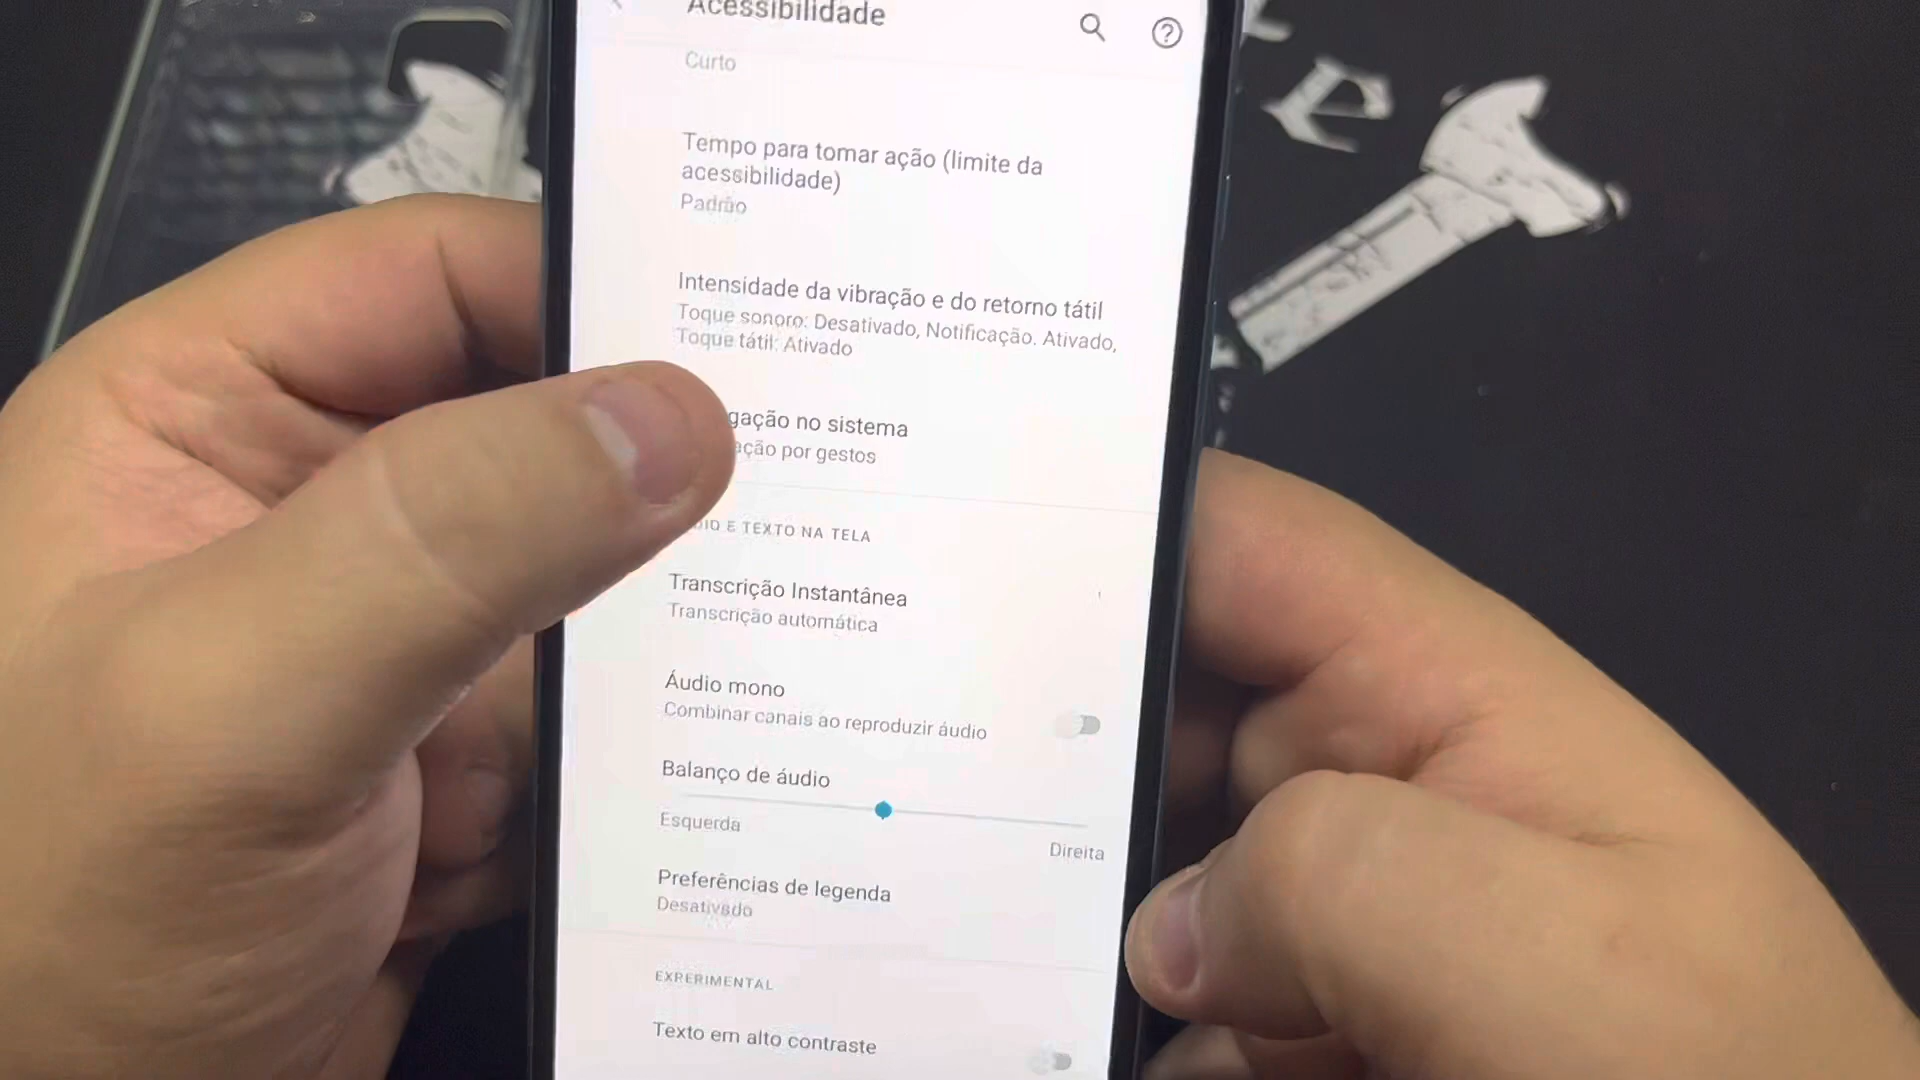 Acessibilidade
Curto
Tempo para tomar ação (limite da
acessibilidade)
Padrão
Intensidade da vibração e do retorno tátil
Toque sonoro: Desativado, Notificação. Ativado,
Toque tátil: Ativado
gação no sistema
ação por gestos
E TEXTO NA TELA
Transcrição Instantânea
Transcrição automática
Áudio mono
Combinar canais ao reproduzir áudio
Balanço de áudio
Esquerda
Direita
Preferências de legenda
Desativado
EXPERIMENTAL
Texto em alto contraste
e